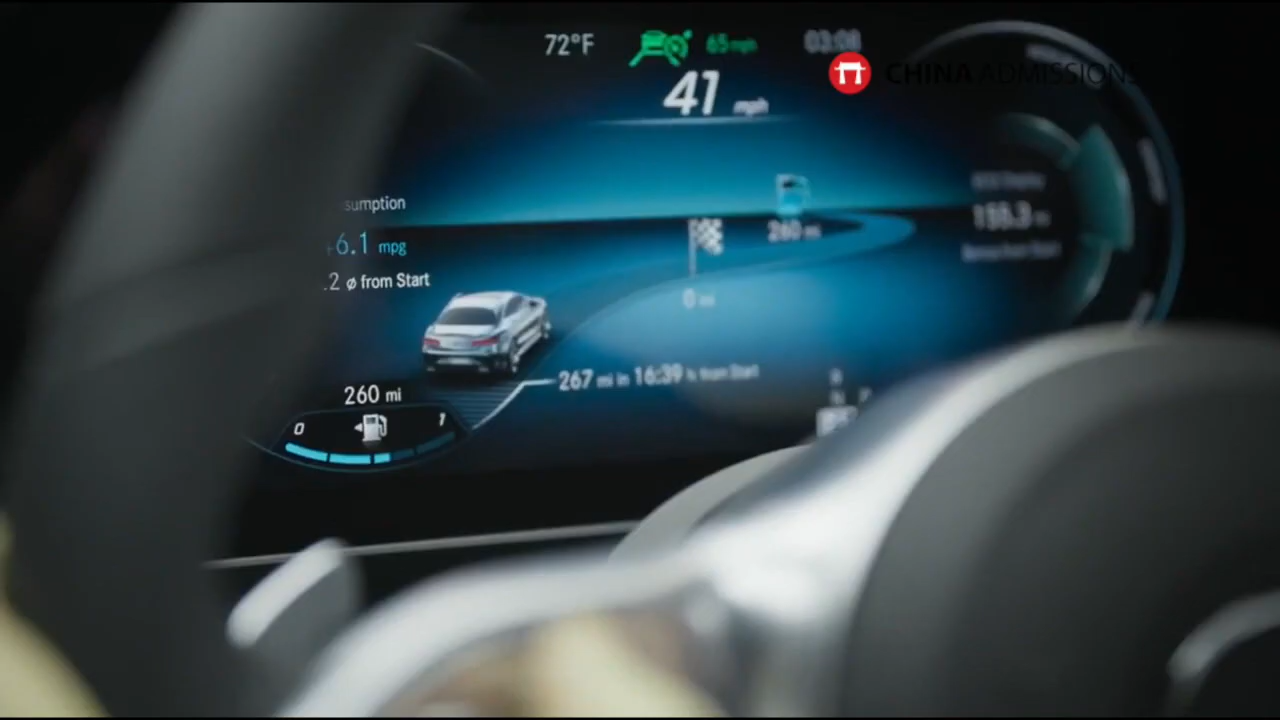 72°F 65 mph 03:08
CHINA ADMISSIONS
41 mph
sumption
+6.1 mpg
.2 ø from Start
260 mi
0 mi
267 mi in 16:39 h from Start
260 mi
0 1